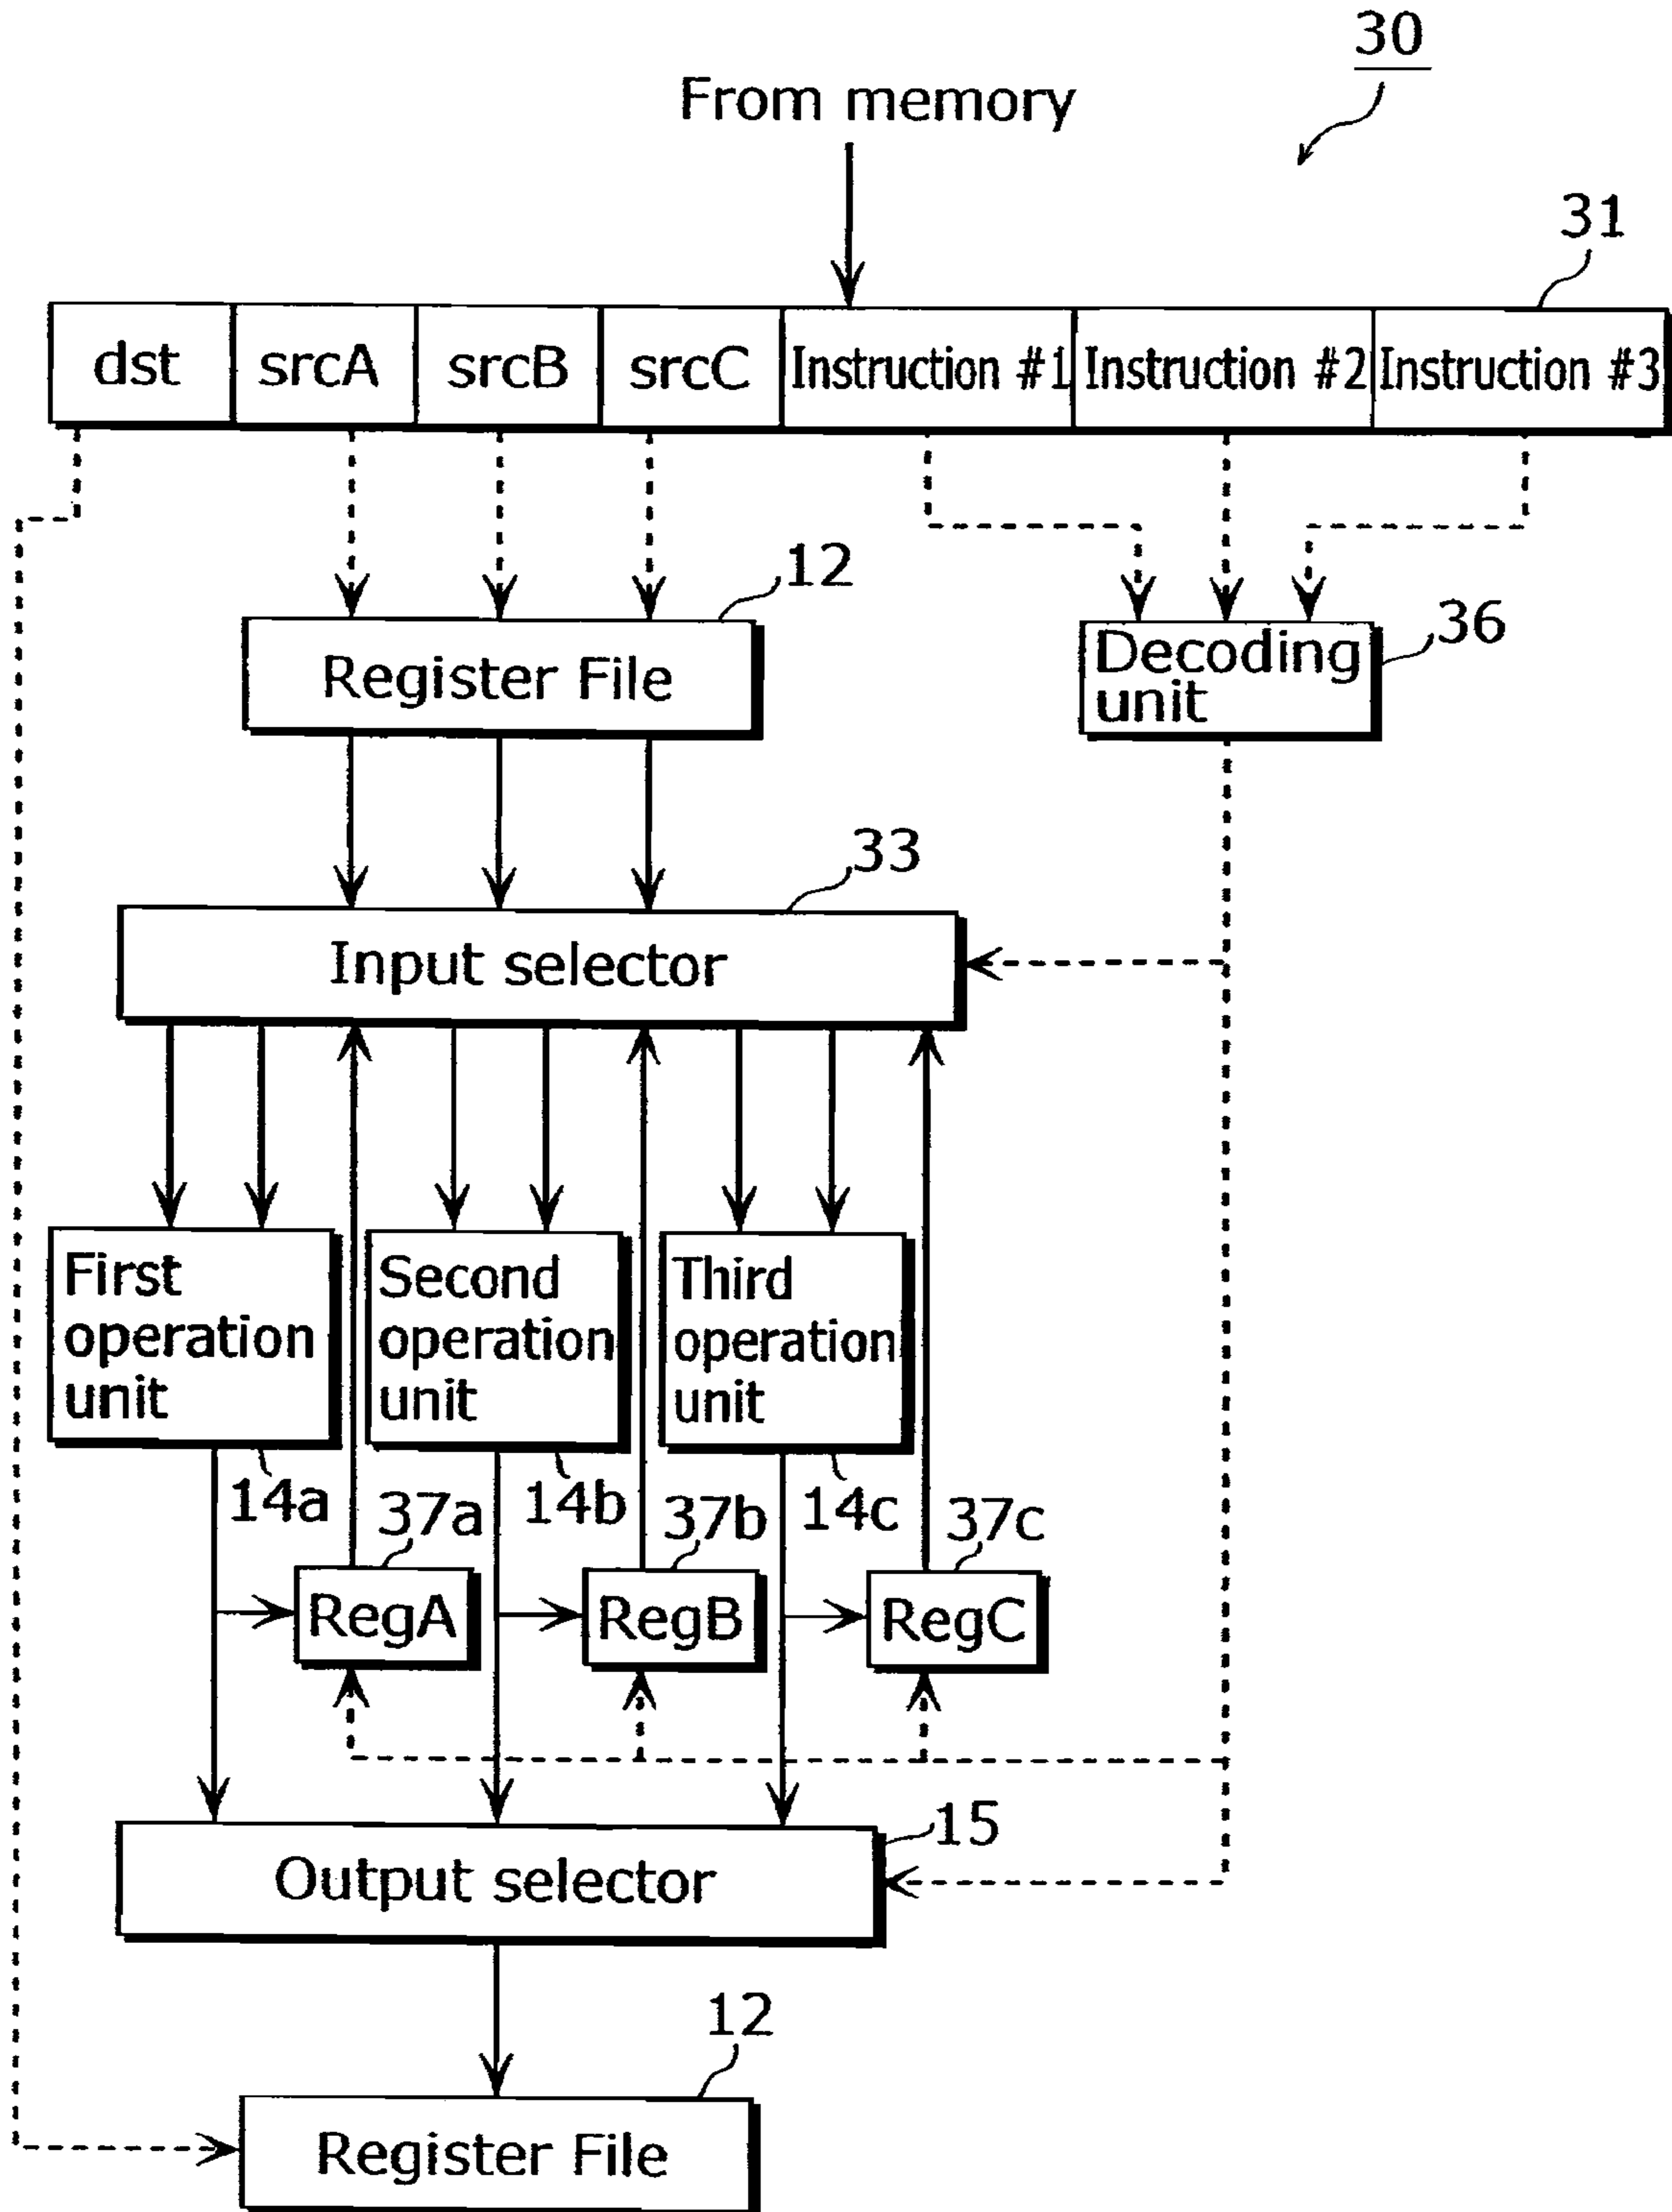 30
From memory
31
dst srcA srcB srcC Instruction #1 Instruction #2 Instruction #3
12
Register File
36
Decoding
unit
33
Input selector
First
operation
unit
Second
operation
unit
Third
operation
unit
14a
14b
14c
37a
37b
37c
RegA
RegB
RegC
15
Output selector
12
Register File